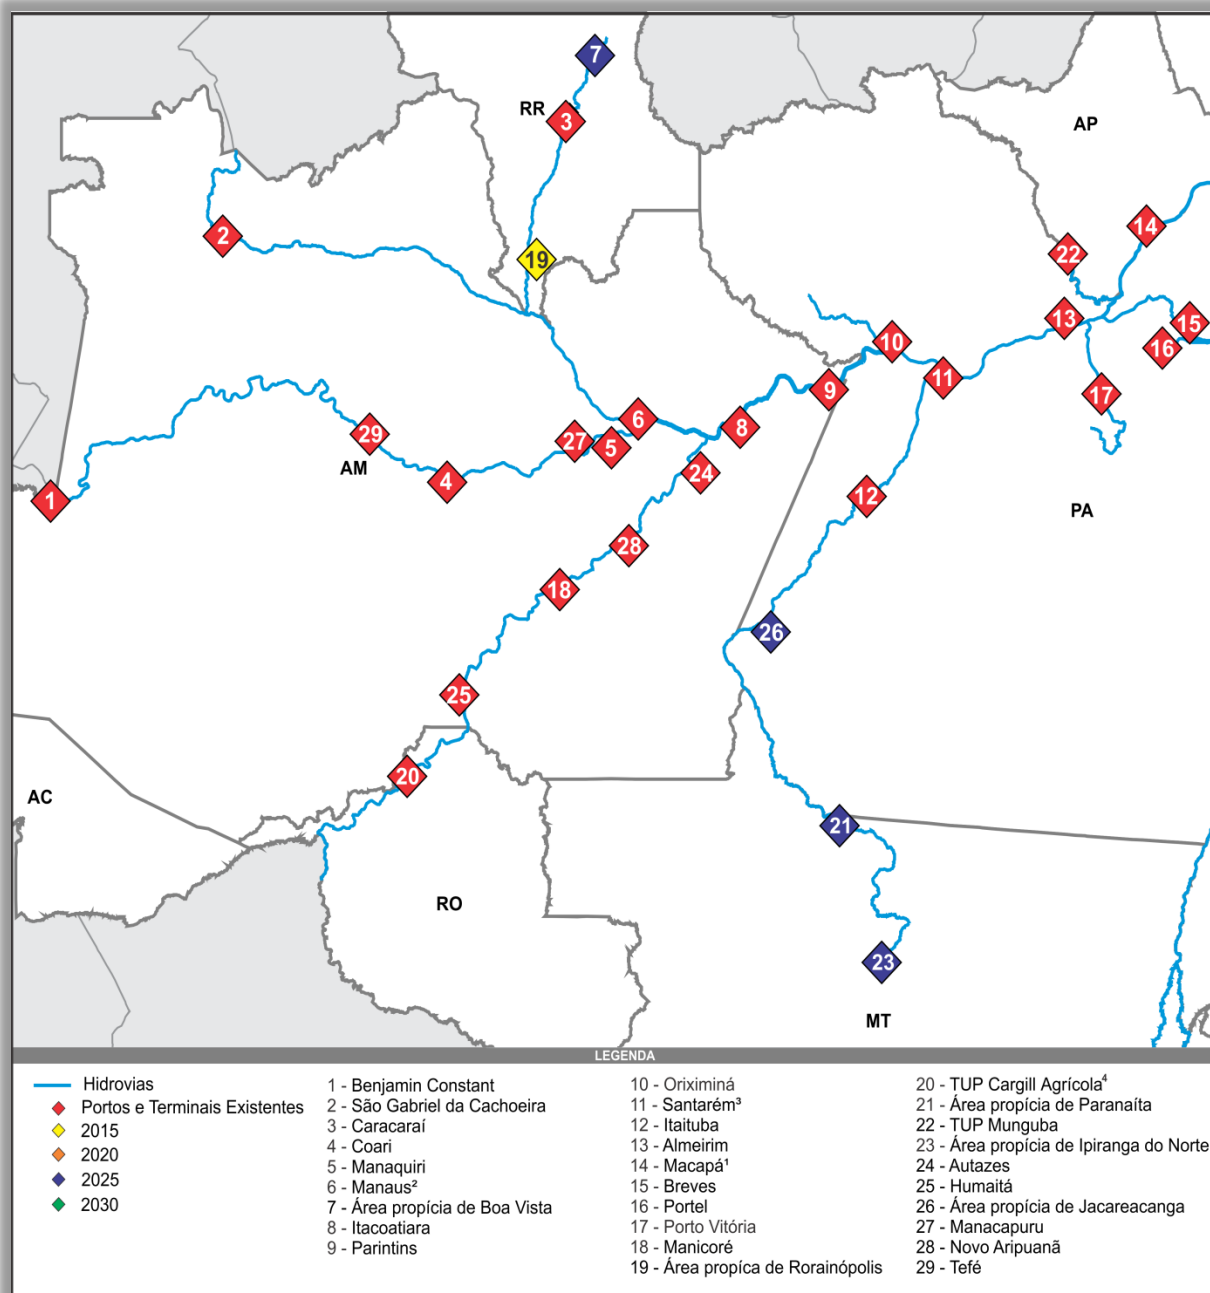 7
RR
3
AP
2
14
22
19
13
15
10
16
11
9
17
6
8
29
27
5
AM
4
24
1
12
PA
28
18
26
25
20
AC
21
RO
23
MT
LEGENDA
Hidrovias
Portos e Terminais Existentes
2015
2020
2025
2030
1 - Benjamin Constant
2 - São Gabriel da Cachoeira
3 - Caracaraí
4 - Coari
5 - Manaquiri
6 - Manaus²
7 - Área propícia de Boa Vista
8 - Itacoatiara
9 - Parintins
10 - Oriximiná
11 - Santarém³
12 - Itaituba
13 - Almeirim
14 - Macapá¹
15 - Breves
16 - Portel
17 - Porto Vitória
18 - Manicoré
19 - Área propíca de Rorainópolis
20 - TUP Cargill Agrícola⁴
21 - Área propícia de Paranaíta
22 - TUP Munguba
23 - Área propícia de Ipiranga do Norte
24 - Autazes
25 - Humaitá
26 - Área propícia de Jacareacanga
27 - Manacapuru
28 - Novo Aripuanã
29 - Tefé